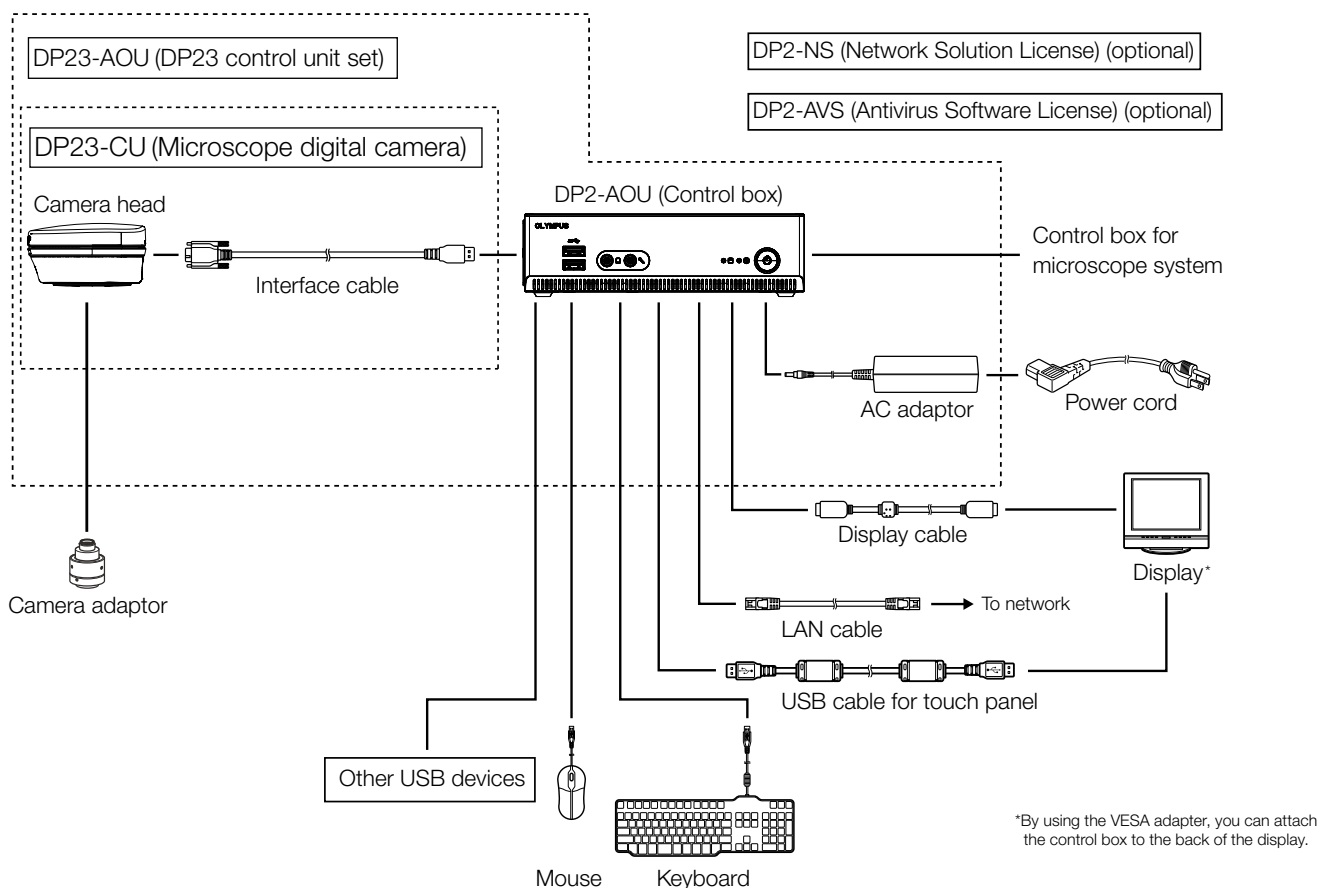 DP23-AOU (DP23 control unit set)
DP2-NS (Network Solution License) (optional)
DP2-AVS (Antivirus Software License) (optional)
DP23-CU (Microscope digital camera)
DP2-AOU (Control box)
Camera head
OLYMPUS
Interface cable
Control box for
microscope system
AC adaptor
Power cord
Display cable
Display*
Camera adaptor
To network
LAN cable
USB cable for touch panel
Other USB devices
*By using the VESA adapter, you can attach
the control box to the back of the display.
Mouse
Keyboard